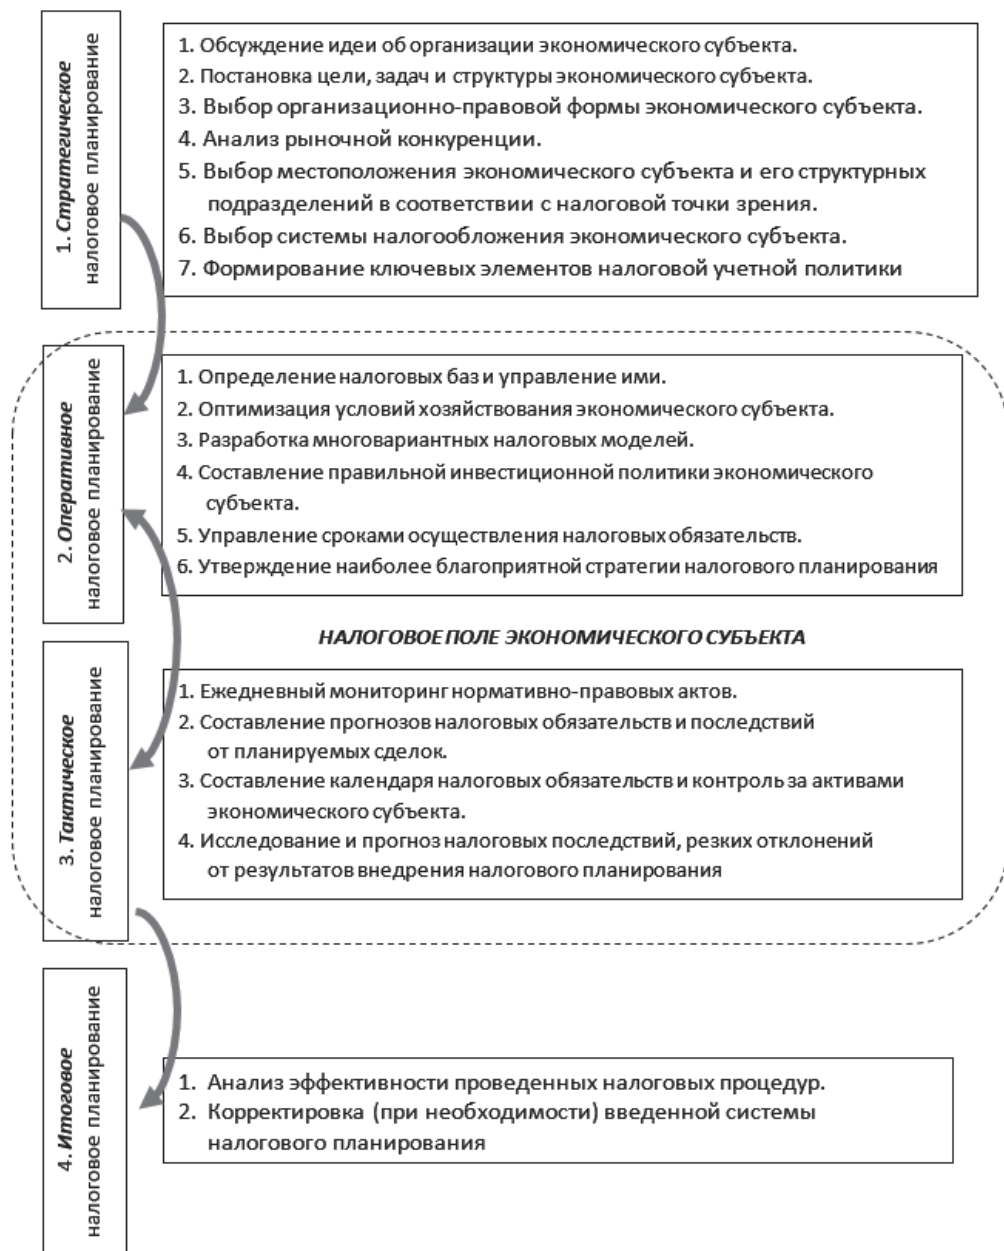 1. Стратегическое
налоговое планирование
1. Обсуждение идеи об организации экономического субъекта.
2. Постановка цели, задач и структуры экономического субъекта.
3. Выбор организационно-правовой формы экономического субъекта.
4. Анализ рыночной конкуренции.
5. Выбор местоположения экономического субъекта и его структурных
подразделений в соответствии с налоговой точки зрения.
6. Выбор системы налогообложения экономического субъекта.
7. Формирование ключевых элементов налоговой учетной политики
2. Оперативное
налоговое планирование
1. Определение налоговых баз и управление ими.
2. Оптимизация условий хозяйствования экономического субъекта.
3. Разработка многовариантных налоговых моделей.
4. Составление правильной инвестиционной политики экономического
субъекта.
5. Управление сроками осуществления налоговых обязательств.
6. Утверждение наиболее благоприятной стратегии налогового планирования
НАЛОГОВОЕ ПОЛЕ ЭКОНОМИЧЕСКОГО СУБЪЕКТА
3. Тактическое
налоговое планирование
1. Ежедневный мониторинг нормативно-правовых актов.
2. Составление прогнозов налоговых обязательств и последствий
от планируемых сделок.
3. Составление календаря налоговых обязательств и контроль за активами
экономического субъекта.
4. Исследование и прогноз налоговых последствий, резких отклонений
от результатов внедрения налогового планирования
4. Итоговое
налоговое планирование
1. Анализ эффективности проведенных налоговых процедур.
2. Корректировка (при необходимости) введенной системы
налогового планирования